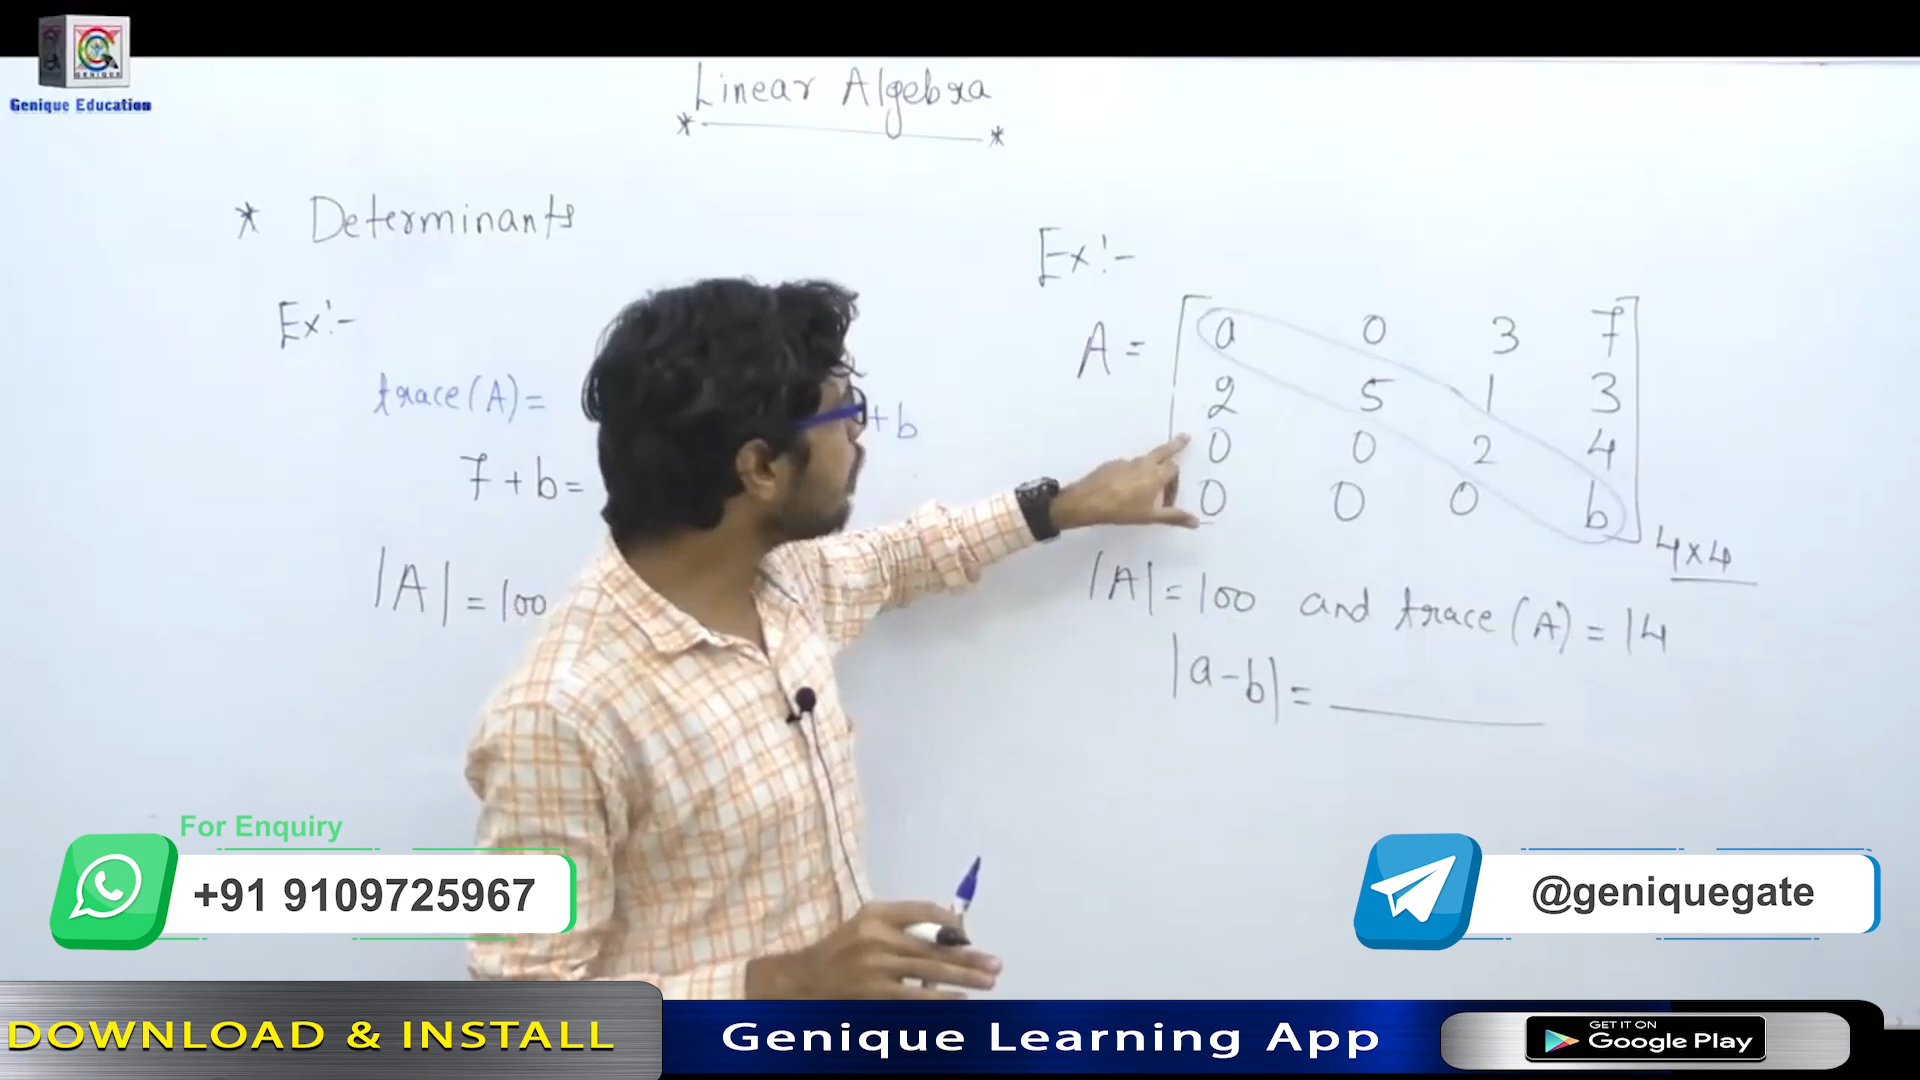 GENIQUE
Genique Education
Linear Algebra
* *
* Determinants
Ex:-
trace(A)= +b
7+b=
|A|=100
Ex:-
A= [a 0 3 7
2 5 1 3
0 0 2 4
0 0 0 b] 4×4
|A|=100 and trace(A)=14
|a-b|=
For Enquiry
+91 9109725967
@geniquegate
DOWNLOAD & INSTALL
Genique Learning App
GET IT ON
Google Play